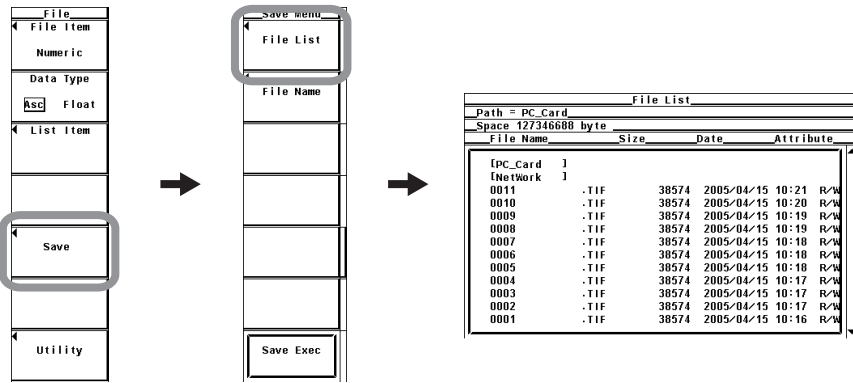 File
File Item
Numeric
Data Type
Asc Float
List Item
Save
Utility
Save Menu
File List
File Name
Save Exec
File List
Path = PC_Card
Space 127346688 byte
File Name Size Date Attribute
[PC_Card ]
[NetWork ]
0011 .TIF 38574 2005/04/15 10:21 R/W
0010 .TIF 38574 2005/04/15 10:20 R/W
0009 .TIF 38574 2005/04/15 10:19 R/W
0008 .TIF 38574 2005/04/15 10:19 R/W
0007 .TIF 38574 2005/04/15 10:18 R/W
0006 .TIF 38574 2005/04/15 10:18 R/W
0005 .TIF 38574 2005/04/15 10:18 R/W
0004 .TIF 38574 2005/04/15 10:17 R/W
0003 .TIF 38574 2005/04/15 10:17 R/W
0002 .TIF 38574 2005/04/15 10:17 R/W
0001 .TIF 38574 2005/04/15 10:16 R/W